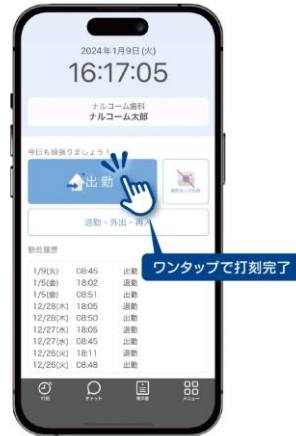 2024年1月9日(火)
16:17:05
ナルコーム歯科
ナルコーム太郎
今日も頑張りましょう!
出勤
退勤・外出・再入
ワンタップで打刻完了
勤怠履歴
1/9(火) 08:45 出勤
1/5(金) 18:02 退勤
1/5(金) 08:51 出勤
12/28(木) 18:05 退勤
12/28(木) 08:50 出勤
12/27(水) 18:05 退勤
12/27(水) 08:45 出勤
12/26(火) 18:11 退勤
12/26(火) 08:48 出勤
打刻
チャット
掲示板
メニュー